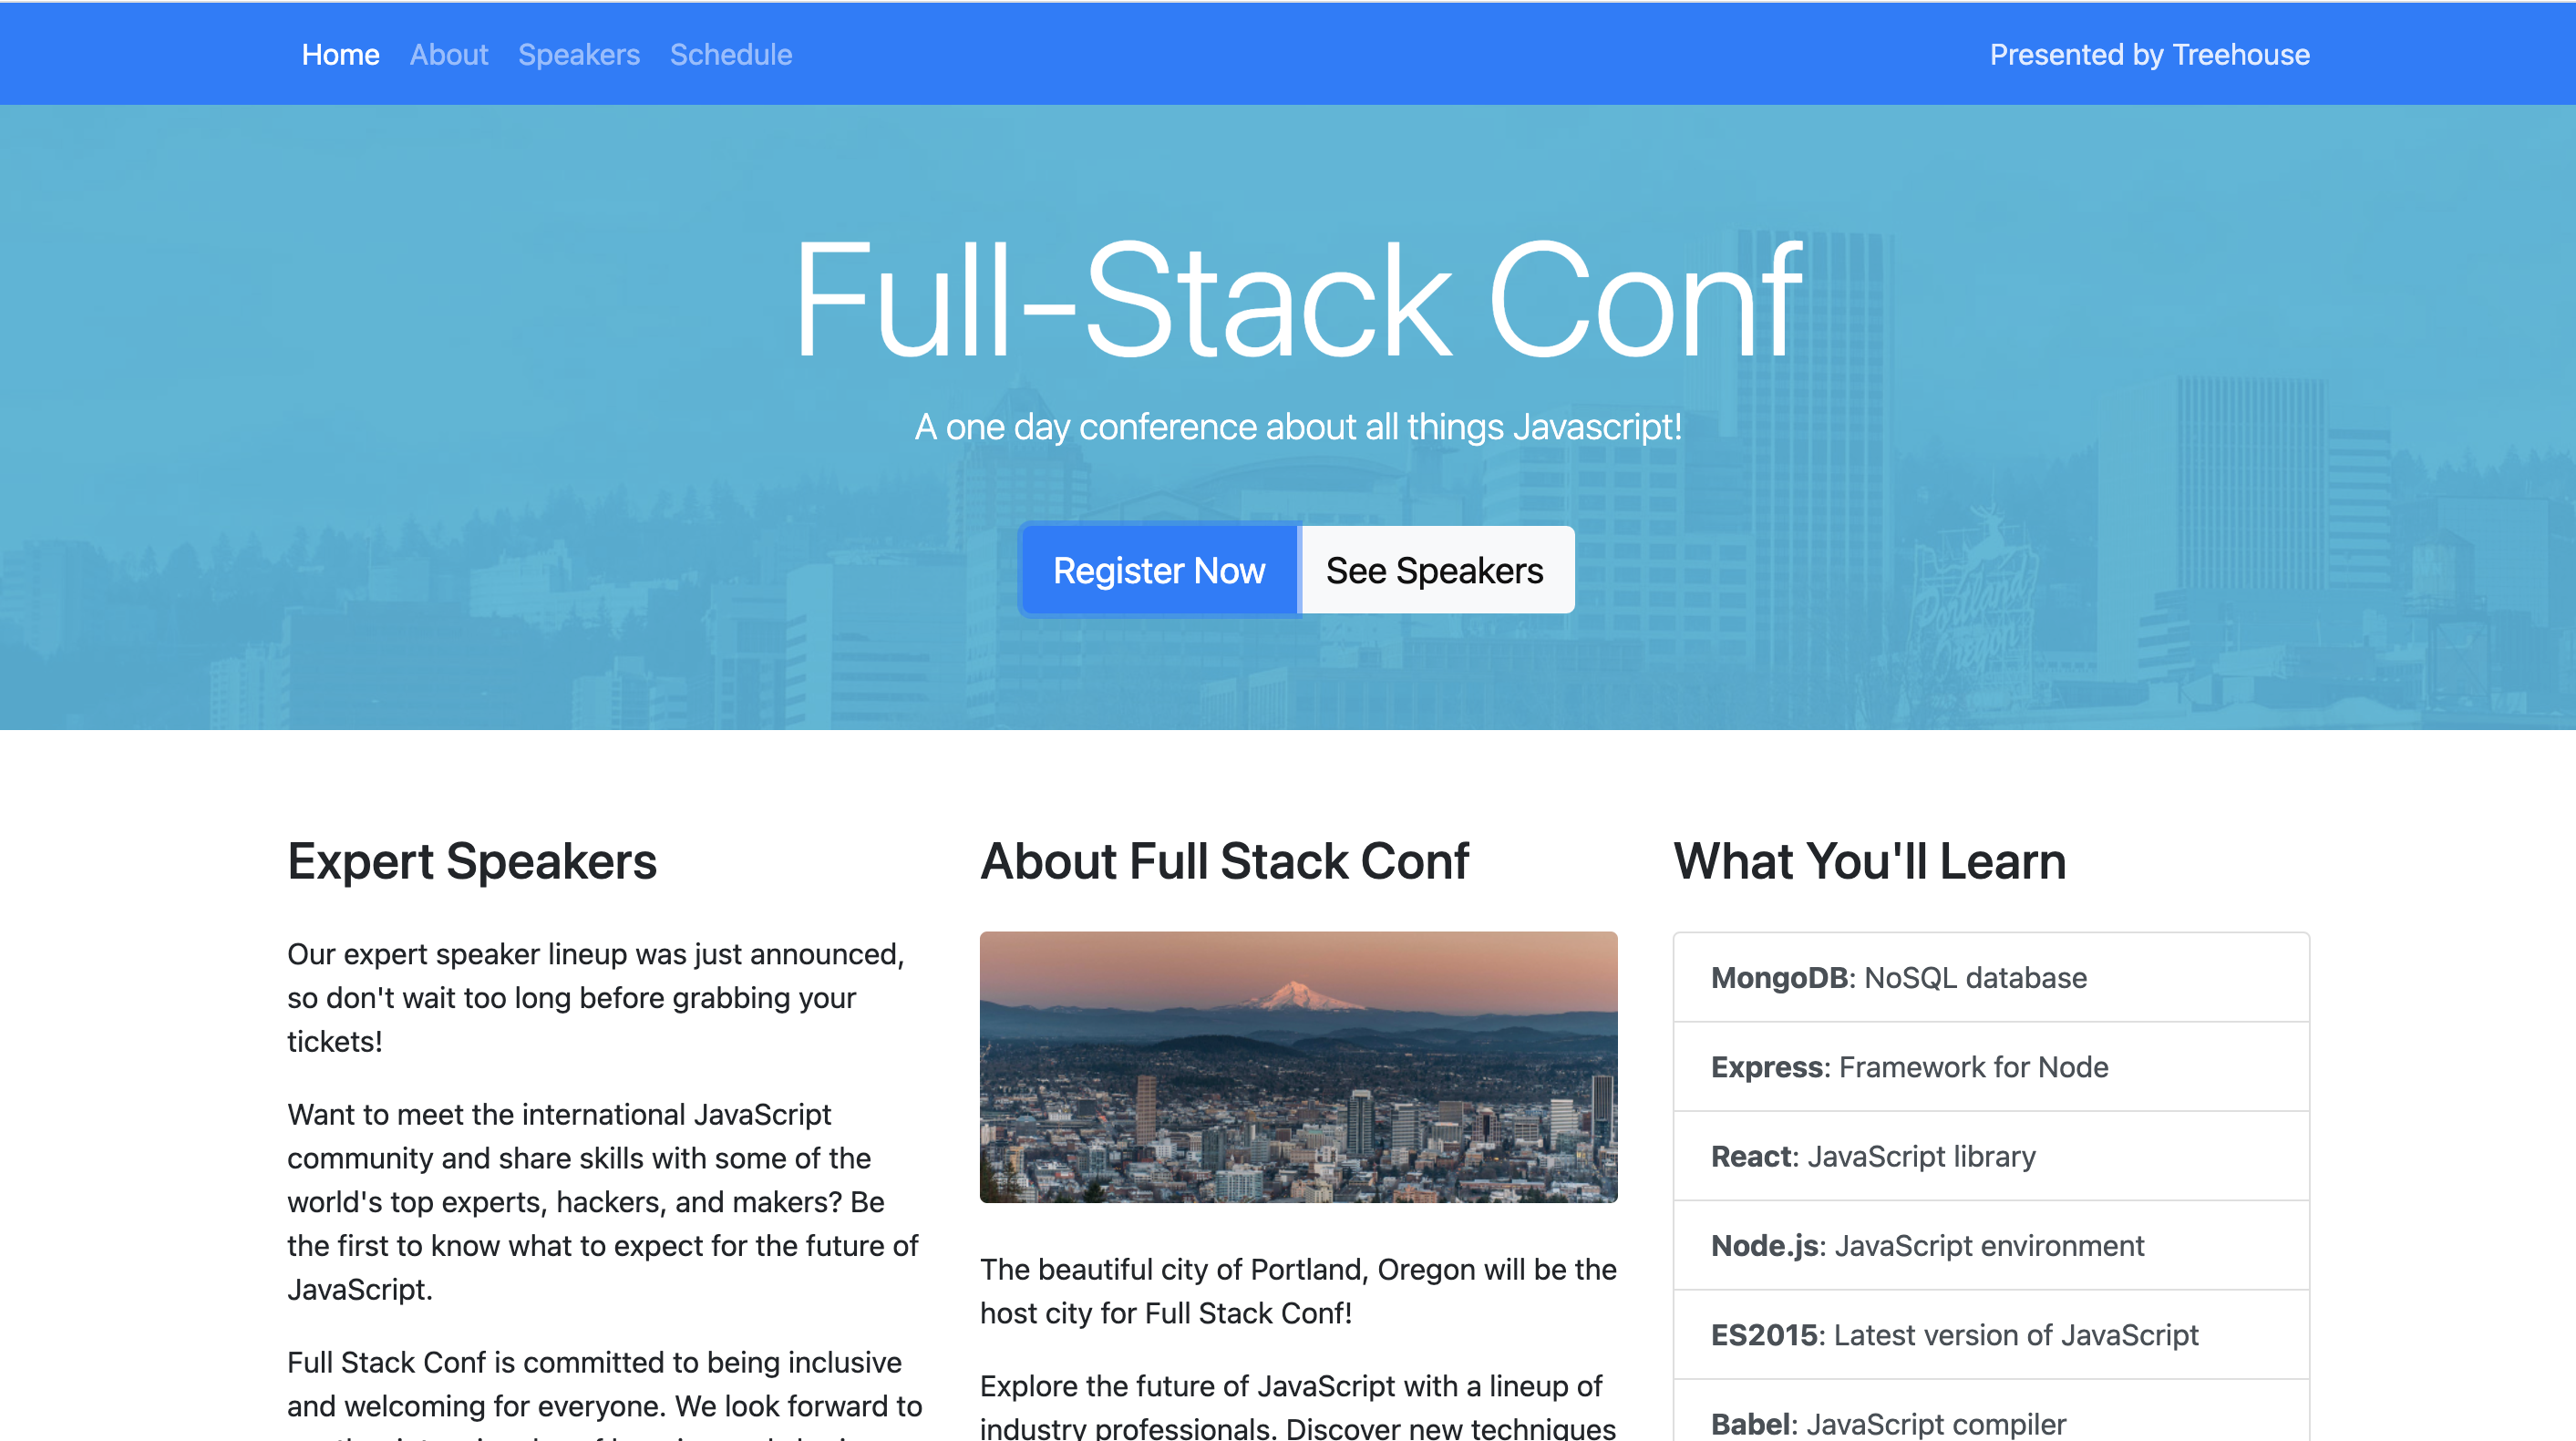 Home About Speakers Schedule Presented by Treehouse
Full-Stack Conf
A one day conference about all things Javascript!
Register Now See Speakers
Portland
Oregon
Expert Speakers
Our expert speaker lineup was just announced,
so don't wait too long before grabbing your
tickets!
Want to meet the international JavaScript
community and share skills with some of the
world's top experts, hackers, and makers? Be
the first to know what to expect for the future of
JavaScript.
Full Stack Conf is committed to being inclusive
and welcoming for everyone. We look forward to
About Full Stack Conf
The beautiful city of Portland, Oregon will be the
host city for Full Stack Conf!
Explore the future of JavaScript with a lineup of
industry professionals. Discover new techniques
What You'll Learn
MongoDB: NoSQL database
Express: Framework for Node
React: JavaScript library
Node.js: JavaScript environment
ES2015: Latest version of JavaScript
Babel: JavaScript compiler